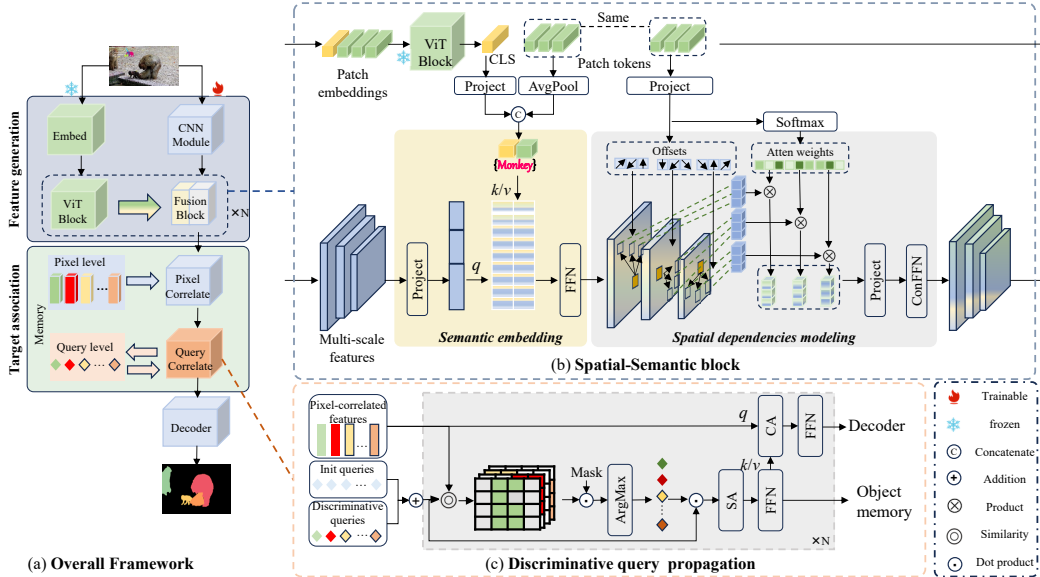 Feature generation
Embed
CNN
Module
ViT
Block
Fusion
Block
×N
Target association
Memory
Pixel level
...
Pixel
Correlate
Query level
...
Query
Correlate
Decoder
(a) Overall Framework
Patch
embeddings
ViT
Block
CLS
Same
Patch tokens
Project
AvgPool
Project
C
Softmax
{Monkey}
k/v
Offsets
Atten weights
Multi-scale
features
Project
q
FFN
Project
ConFFN
Semantic embedding
Spatial dependencies modeling
(b) Spatial-Semantic block
Pixel-correlated
features
...
Init queries
...
Discriminative
queries
...
Mask
ArgMax
SA
FFN
k/v
q
CA
FFN
Decoder
Object
memory
×N
(c) Discriminative query propagation
Trainable
frozen
C
Concatenate
Addition
Product
Similarity
Dot product